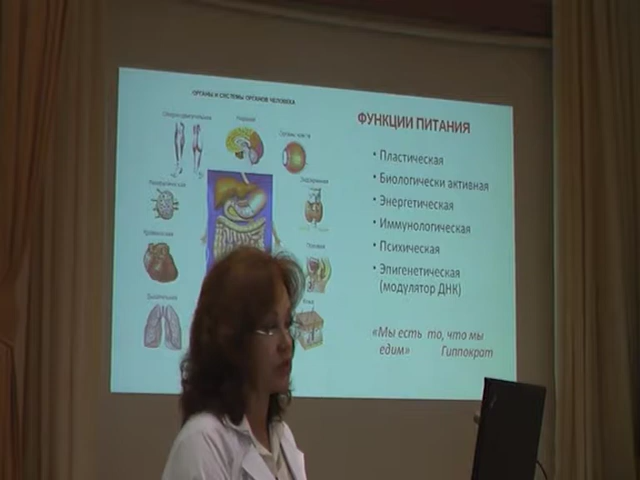 ОРГАНЫ И СИСТЕМЫ ОРГАНОВ ЧЕЛОВЕКА
ФУНКЦИИ ПИТАНИЯ
• Пластическая
• Биологически активная
• Энергетическая
• Иммунологическая
• Психическая
• Эпигенетическая
(модулятор ДНК)
«Мы есть то, что мы
едим» Гиппократ